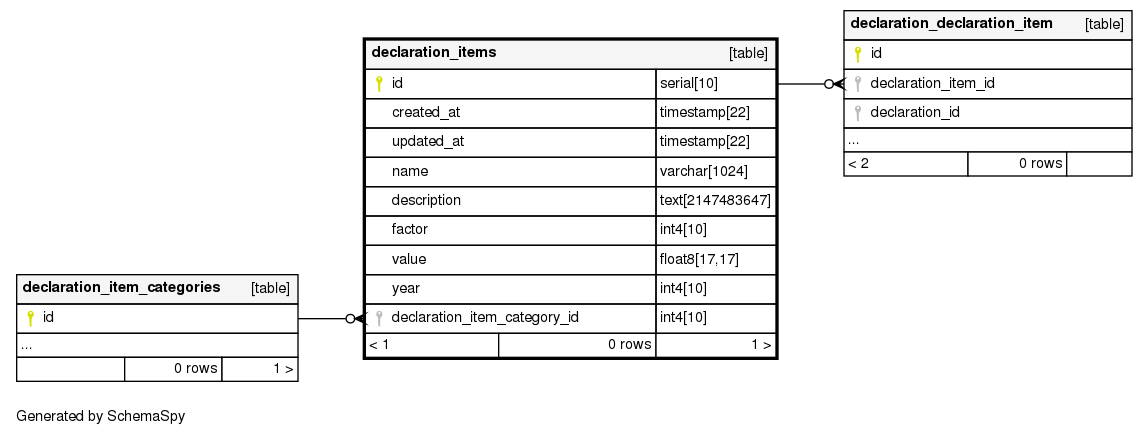 declaration_declaration_item [table]
id
declaration_item_id
declaration_id
...
< 2 0 rows
declaration_items [table]
id serial[10]
created_at timestamp[22]
updated_at timestamp[22]
name varchar[1024]
description text[2147483647]
factor int4[10]
value float8[17,17]
year int4[10]
declaration_item_category_id int4[10]
< 1 0 rows 1 >
declaration_item_categories [table]
id
...
0 rows 1 >
Generated by SchemaSpy